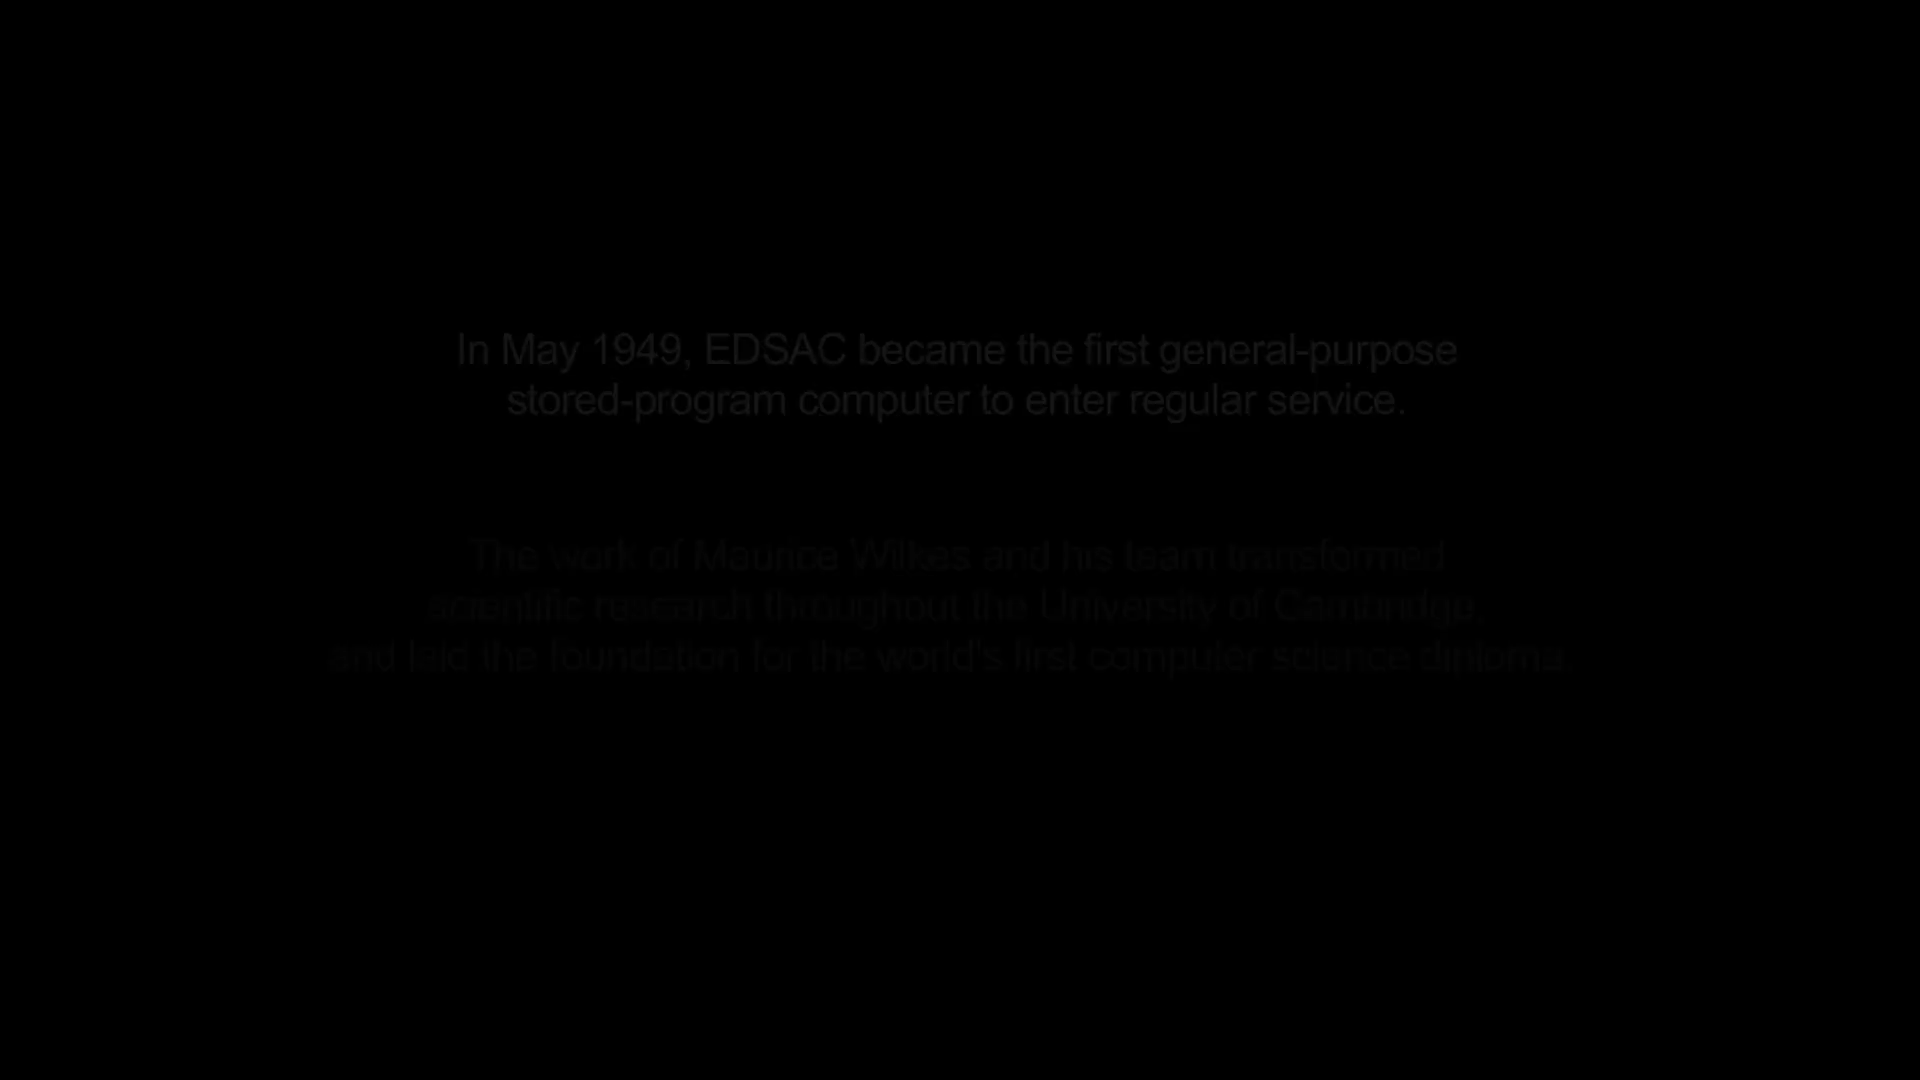 In May 1949, EDSAC became the first general-purpose
stored-program computer to enter regular service.
The work of Maurice Wilkes and his team transformed
scientific research throughout the University of Cambridge,
and laid the foundation for the world's first computer science diploma.